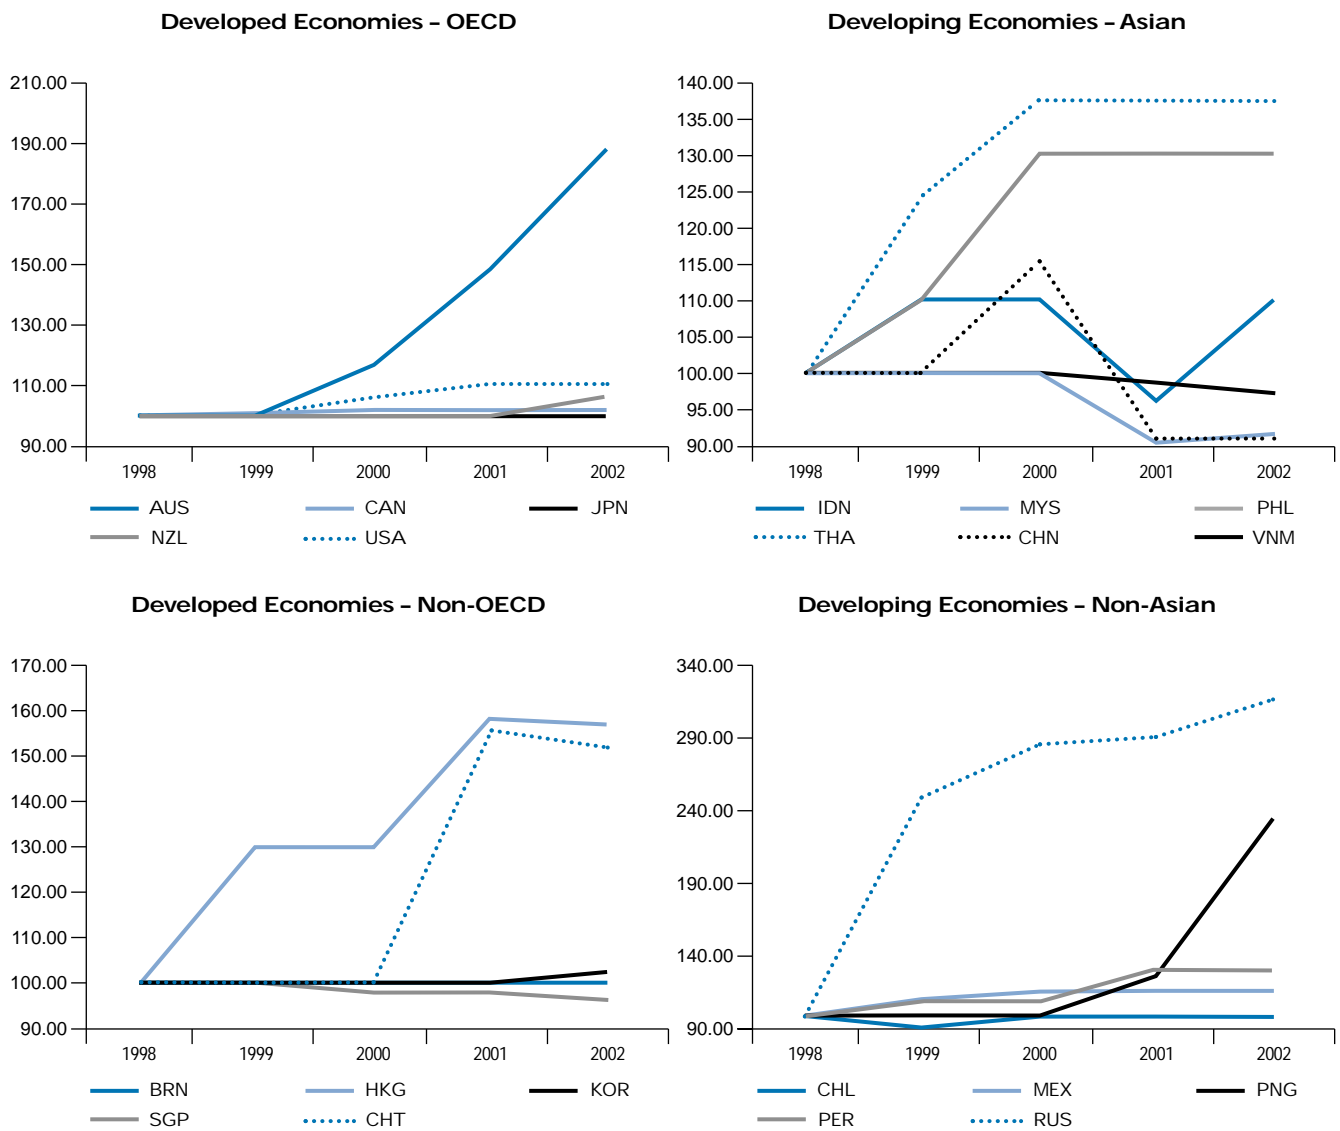 Developed Economies – OECD
210.00
190.00
170.00
150.00
130.00
110.00
90.00
1998 1999 2000 2001 2002
AUS CAN JPN
NZL USA
Developing Economies – Asian
140.00
135.00
130.00
125.00
120.00
115.00
110.00
105.00
100.00
95.00
90.00
1998 1999 2000 2001 2002
IDN MYS PHL
THA CHN VNM
Developed Economies – Non-OECD
170.00
160.00
150.00
140.00
130.00
120.00
110.00
100.00
90.00
1998 1999 2000 2001 2002
BRN HKG KOR
SGP CHT
Developing Economies – Non-Asian
340.00
290.00
240.00
190.00
140.00
90.00
1998 1999 2000 2001 2002
CHL MEX PNG
PER RUS